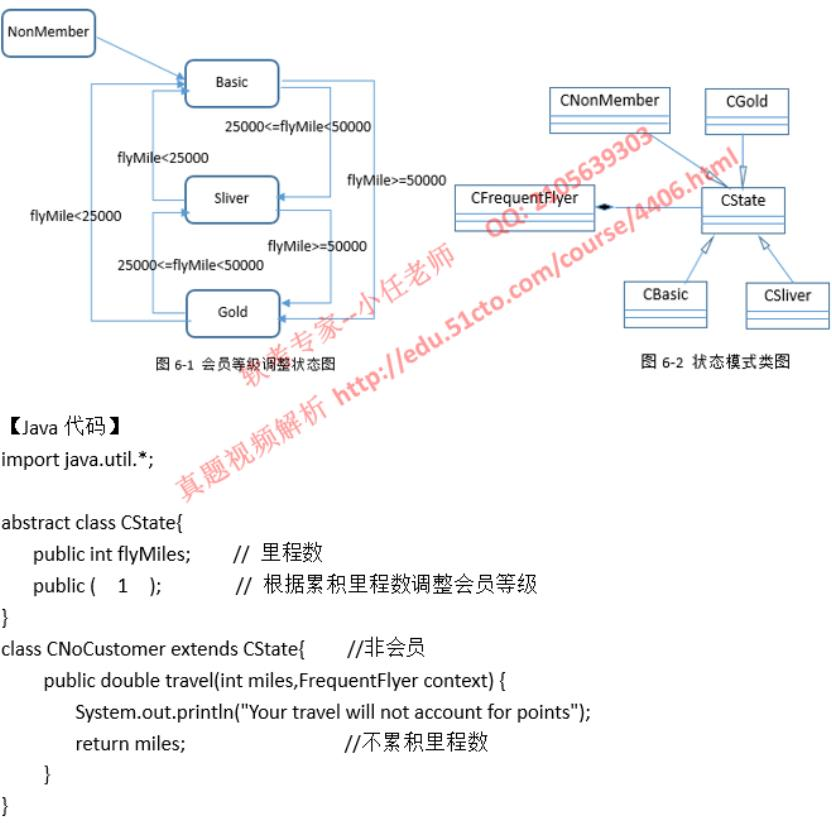 NonMember
Basic
25000<=flyMile<50000
flyMile<25000
flyMile>=50000
Sliver
flyMile<25000
flyMile>=50000
25000<=flyMile<50000
Gold
图 6-1 会员等级调整状态图
CNonMember
CGold
CFrequentFlyer
CState
CBasic
CSliver
图 6-2 状态模式类图
软考专家--小任老师 QQ: 2105639303
真题视频解析 http://edu.51cto.com/course/4406.html
【Java 代码】
import java.util.*;
abstract class CState{
public int flyMiles; // 里程数
public ( 1 ); // 根据累积里程数调整会员等级
}
class CNoCustomer extends CState{ //非会员
public double travel(int miles,FrequentFlyer context) {
System.out.println("Your travel will not account for points");
return miles; //不累积里程数
}
}